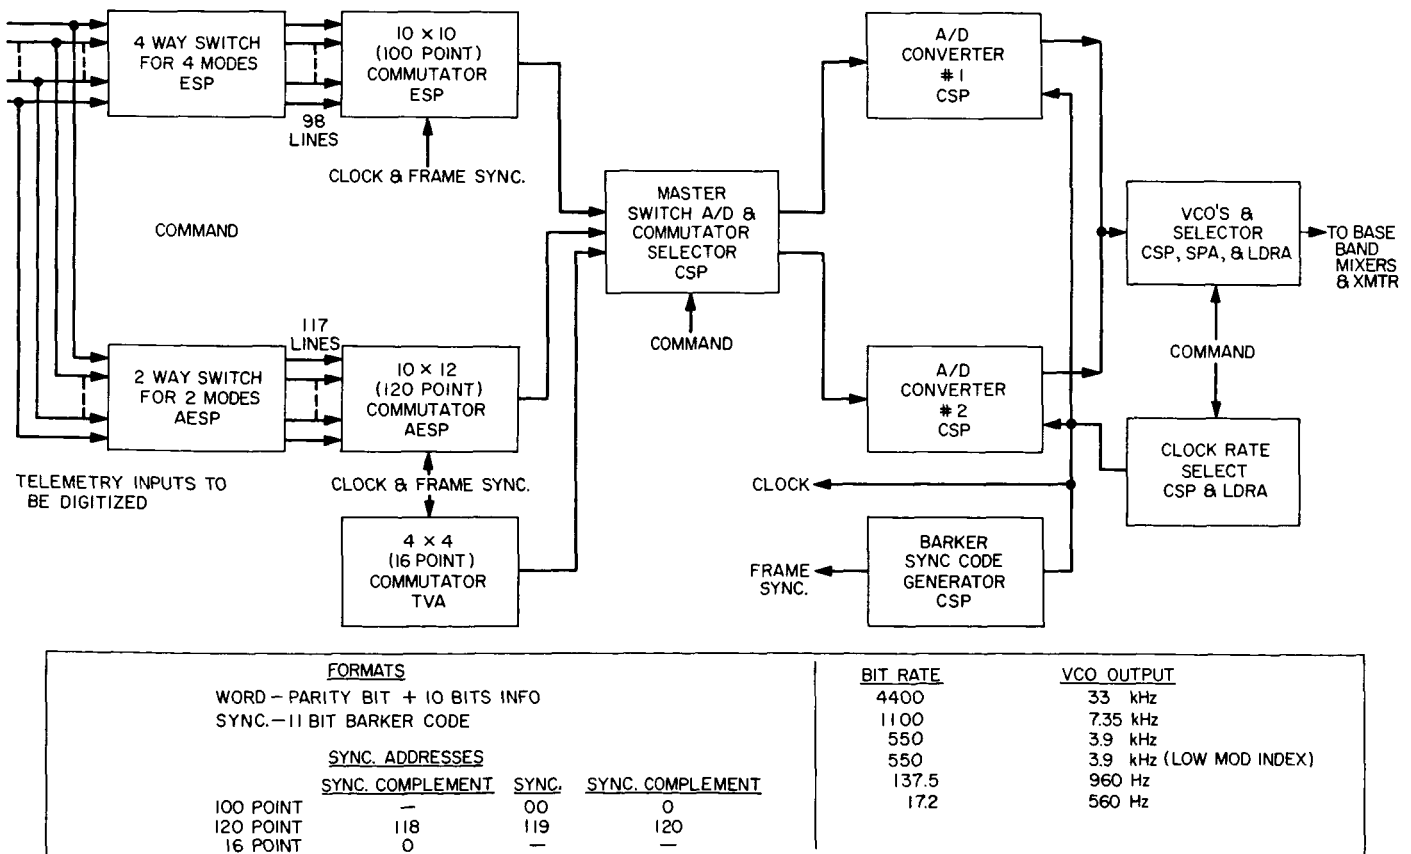 4 WAY SWITCH
FOR 4 MODES
ESP
98
LINES
10 × 10
(100 POINT)
COMMUTATOR
ESP
CLOCK & FRAME SYNC.
COMMAND
2 WAY SWITCH
FOR 2 MODES
AESP
117
LINES
10 × 12
(120 POINT)
COMMUTATOR
AESP
TELEMETRY INPUTS TO
BE DIGITIZED
CLOCK & FRAME SYNC.
4 × 4
(16 POINT)
COMMUTATOR
TVA
MASTER
SWITCH A/D &
COMMUTATOR
SELECTOR
CSP
COMMAND
A/D
CONVERTER
#1
CSP
A/D
CONVERTER
#2
CSP
CLOCK
FRAME
SYNC.
BARKER
SYNC CODE
GENERATOR
CSP
VCO'S &
SELECTOR
CSP, SPA, & LDRA
TO BASE
BAND
MIXERS
& XMTR
COMMAND
CLOCK RATE
SELECT
CSP & LDRA
FORMATS
WORD – PARITY BIT + 10 BITS INFO
SYNC.–11 BIT BARKER CODE
SYNC. ADDRESSES
SYNC. COMPLEMENT SYNC. SYNC. COMPLEMENT
100 POINT – 00 0
120 POINT 118 119 120
16 POINT 0 – –
BIT RATE VCO OUTPUT
4400 33 kHz
1100 7.35 kHz
550 3.9 kHz
550 3.9 kHz (LOW MOD INDEX)
137.5 960 Hz
17.2 560 Hz